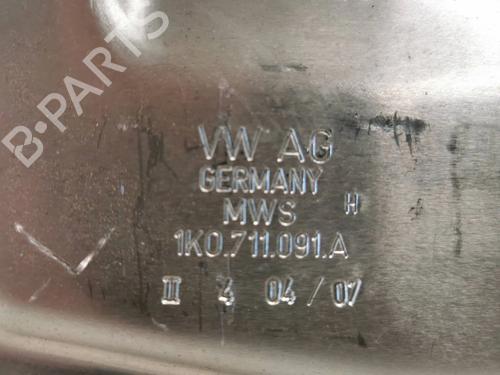 B-PARTS
VW AG
GERMANY
MWS H
1K0.711.091.A
II 4 04/07